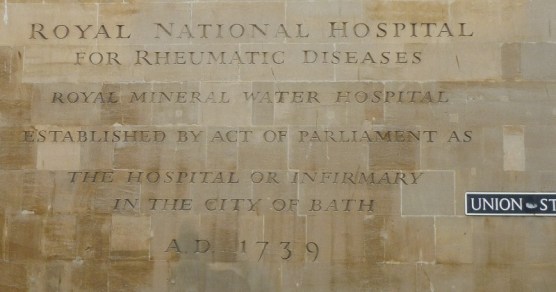 ROYAL NATIONAL HOSPITAL
FOR RHEUMATIC DISEASES
ROYAL MINERAL WATER HOSPITAL
ESTABLISHED BY ACT OF PARLIAMENT AS
THE HOSPITAL OR INFIRMARY
IN THE CITY OF BATH
A.D. 1739
UNION ST